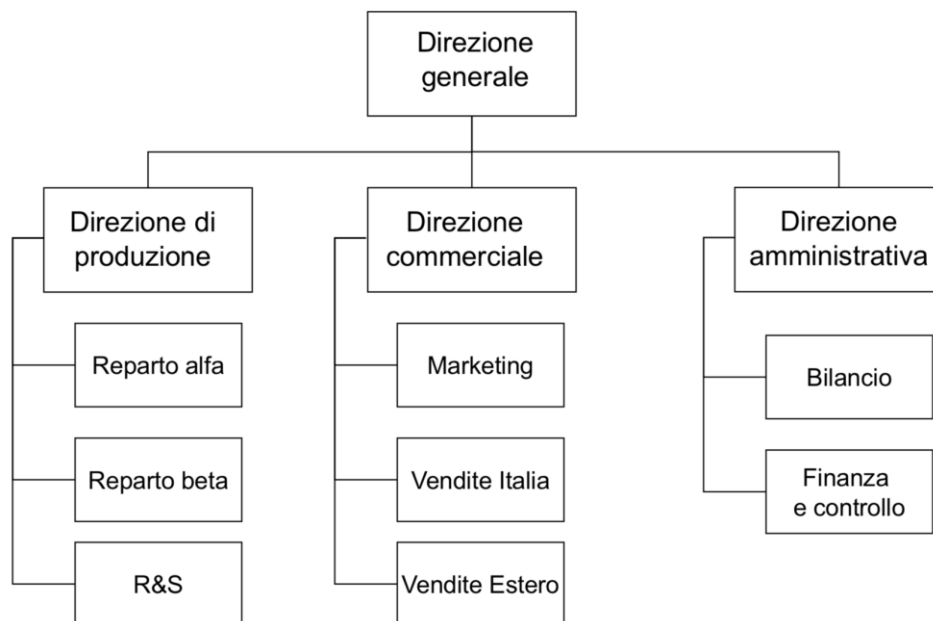 Direzione
generale
Direzione di
produzione
Direzione
commerciale
Direzione
amministrativa
Reparto alfa
Marketing
Bilancio
Reparto beta
Vendite Italia
Finanza
e controllo
R&S
Vendite Estero